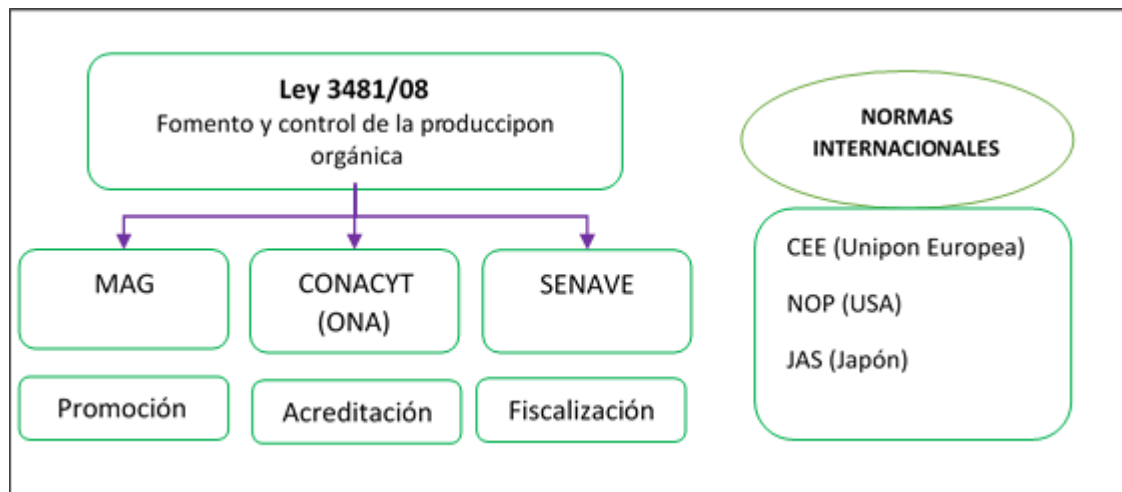 Ley 3481/08
Fomento y control de la produccipon
orgánica
MAG
CONACYT
(ONA)
SENAVE
Promoción
Acreditación
Fiscalización
NORMAS
INTERNACIONALES
CEE (Unipon Europea)
NOP (USA)
JAS (Japón)